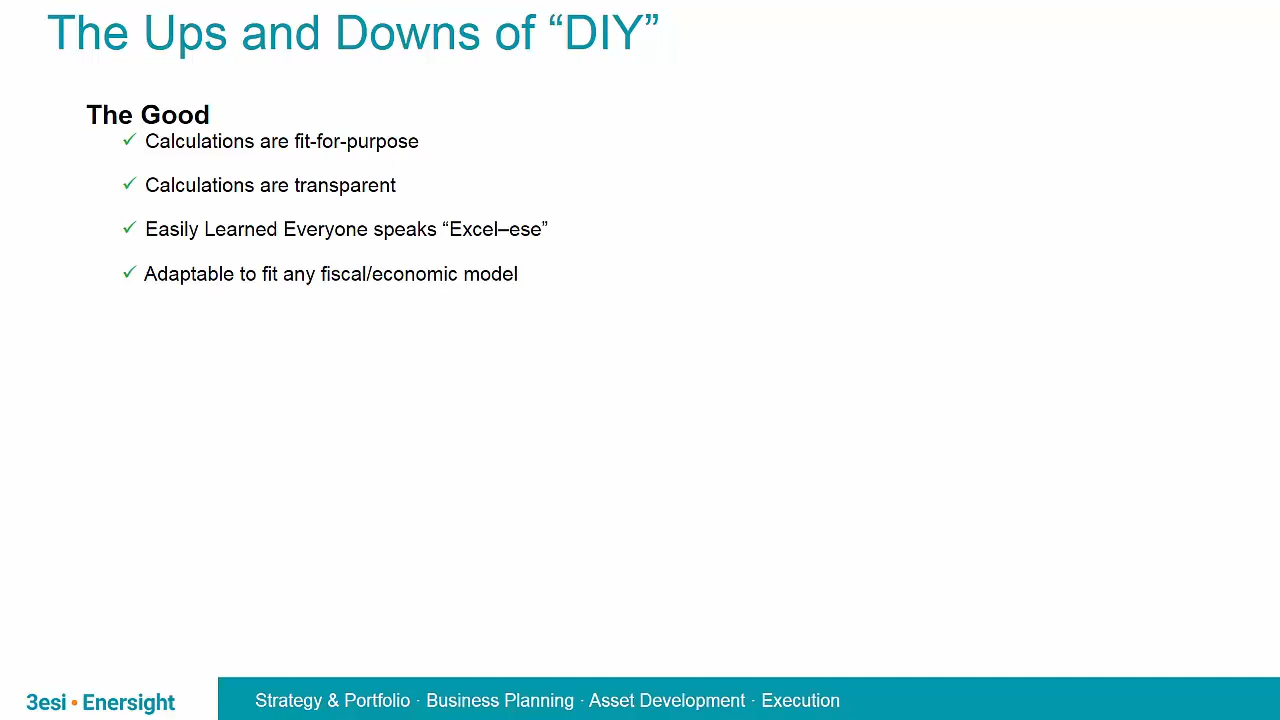 The Ups and Downs of “DIY”
The Good
✓ Calculations are fit-for-purpose
✓ Calculations are transparent
✓ Easily Learned Everyone speaks “Excel–ese”
✓ Adaptable to fit any fiscal/economic model
3esi • Enersight
Strategy & Portfolio · Business Planning · Asset Development · Execution